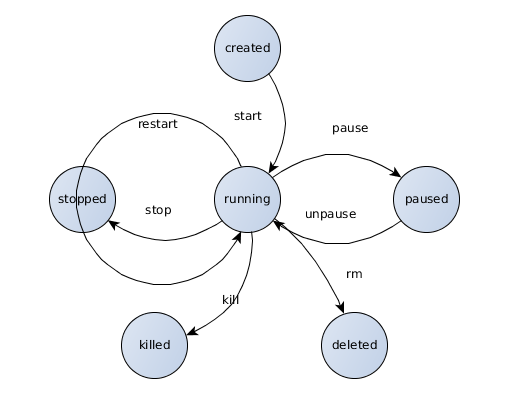 created
start
restart
pause
stopped
running
paused
stop
unpause
rm
kill
killed
deleted